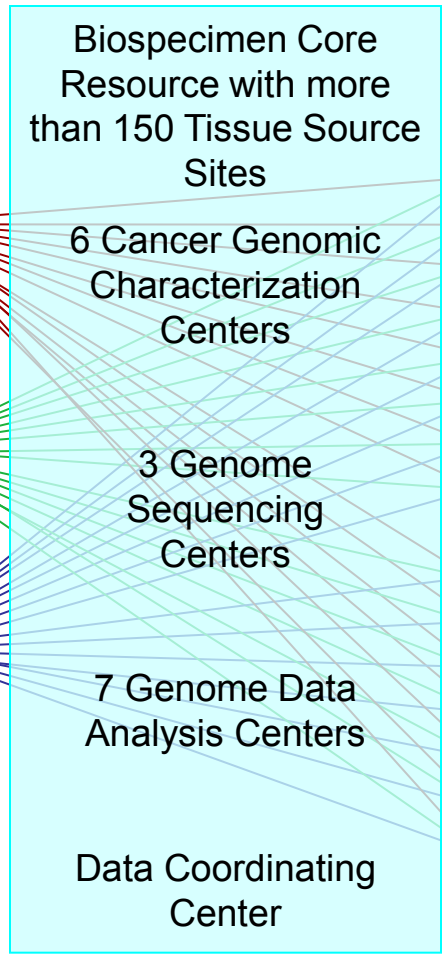 Biospecimen Core
Resource with more
than 150 Tissue Source
Sites
6 Cancer Genomic
Characterization
Centers
3 Genome
Sequencing
Centers
7 Genome Data
Analysis Centers
Data Coordinating
Center